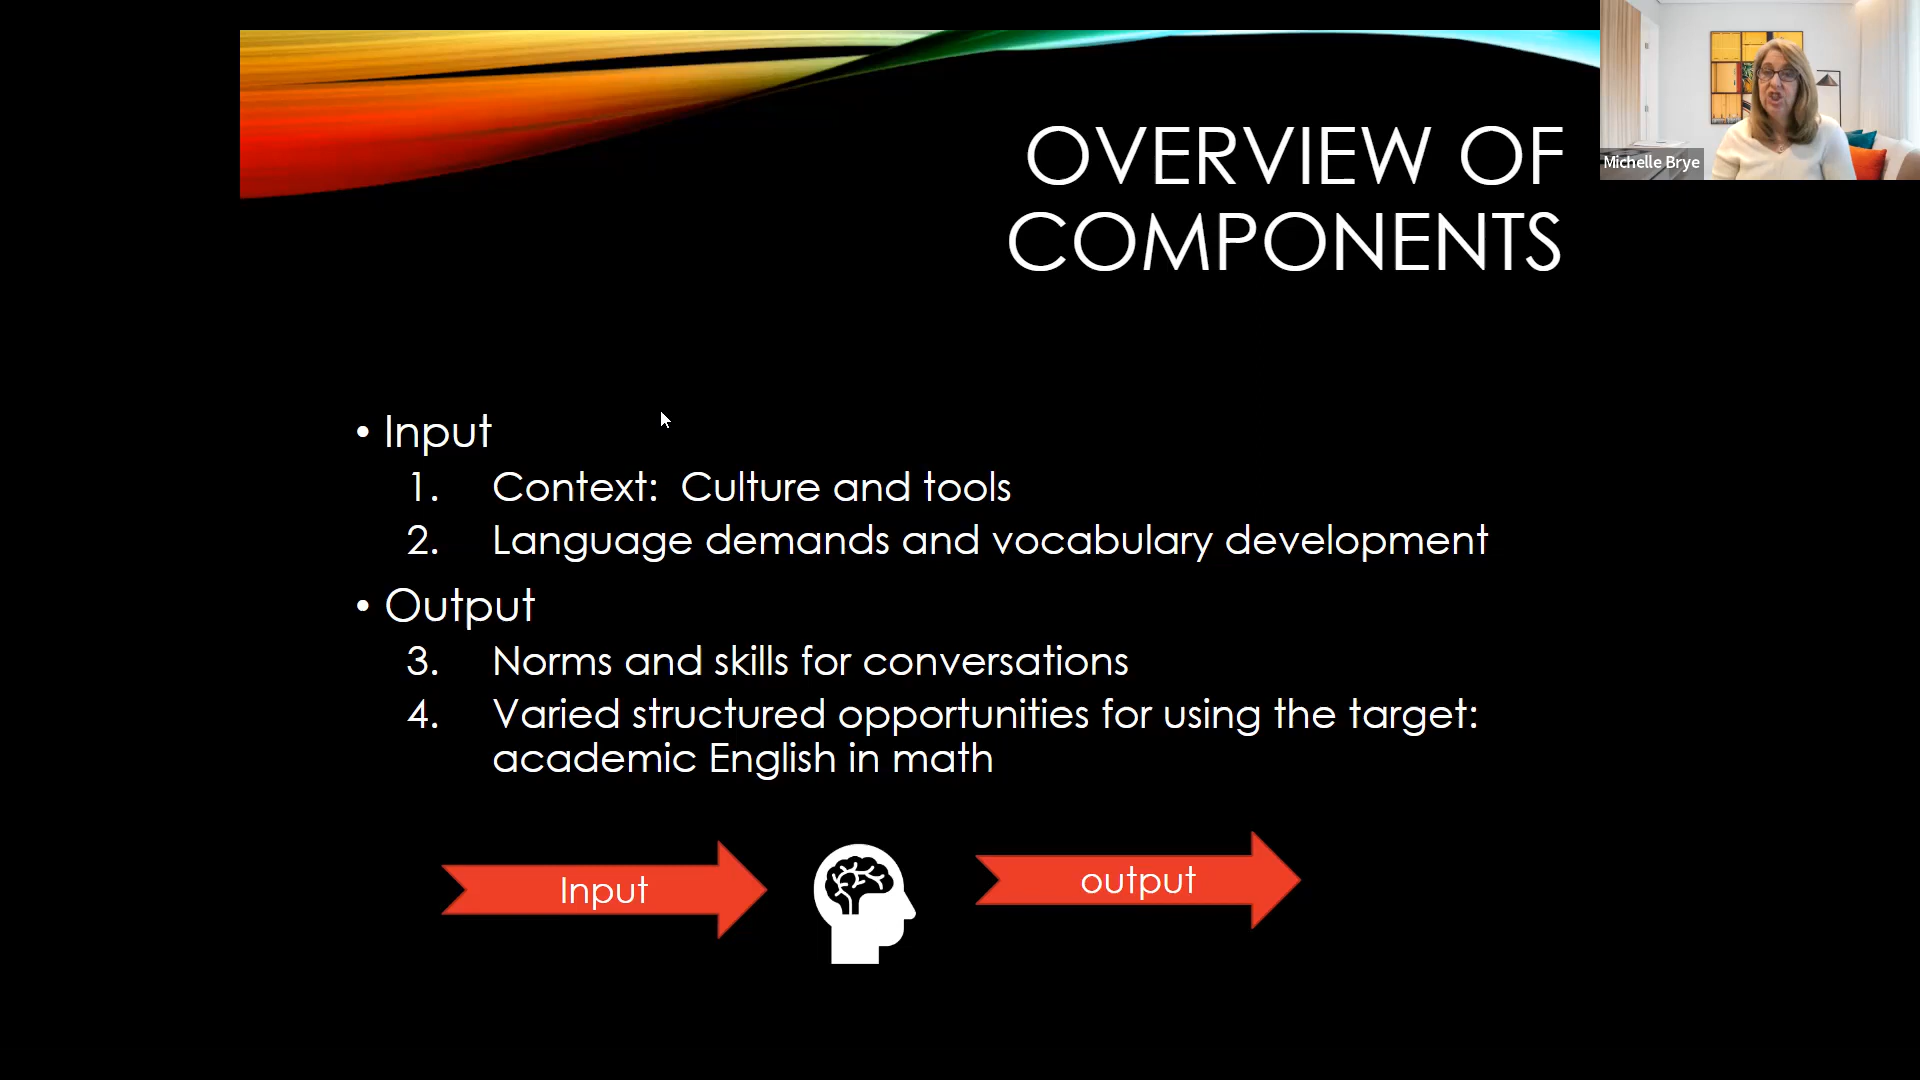 OVERVIEW OF
COMPONENTS
Michelle Brye
• Input
1. Context: Culture and tools
2. Language demands and vocabulary development
• Output
3. Norms and skills for conversations
4. Varied structured opportunities for using the target:
academic English in math
Input
output